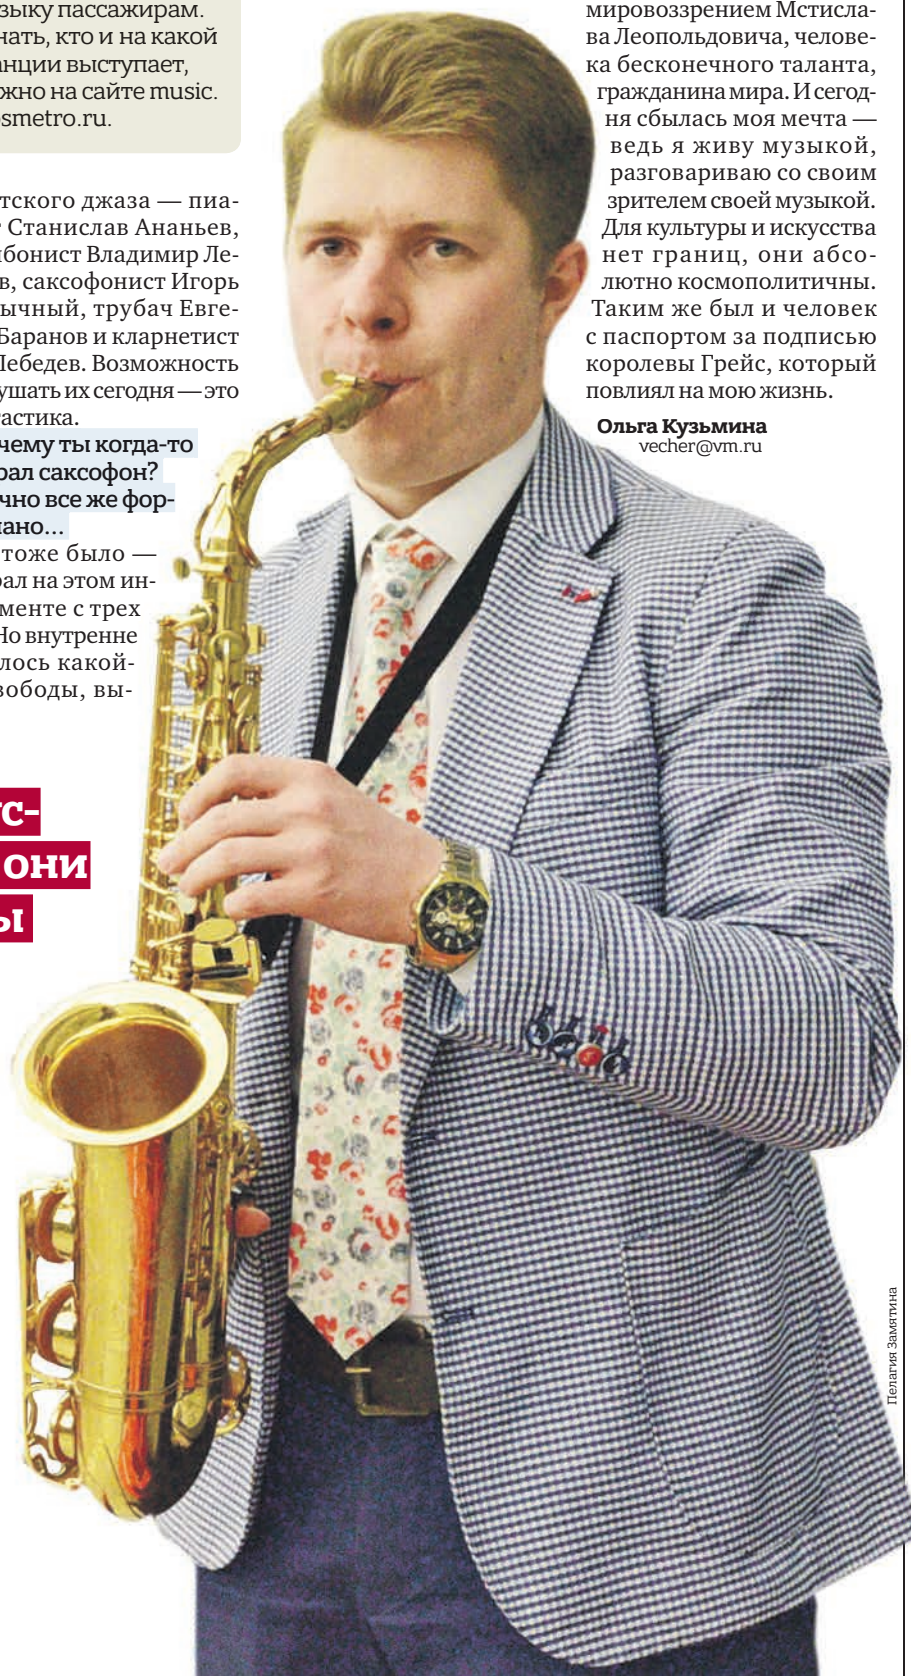 зыку пассажирам.
нать, кто и на какой
анции выступает,
жно на сайте music.
smetro.ru.
тского джаза — пиа-
Станислав Ананьев,
бонист Владимир Ле-
в, саксофонист Игорь
ычный, трубач Евге-
Баранов и кларнетист
Лебедев. Возможность
ушать их сегодня — это
астика.
чему ты когда-то
рал саксофон?
чно все же фор-
ано...
тоже было —
рал на этом ин-
менте с трех
Но внутренне
лось какой-
вободы, вы-
с-
они
ы
мировоззрением Мстисла-
ва Леопольдовича, челове-
ка бесконечного таланта,
гражданина мира. И сегод-
ня сбылась моя мечта —
ведь я живу музыкой,
разговариваю со своим
зрителем своей музыкой.
Для культуры и искусства
нет границ, они абсо-
лютно космополитичны.
Таким же был и человек
с паспортом за подписью
королевы Грейс, который
повлиял на мою жизнь.
Ольга Кузьмина
vecher@vm.ru
Пелагия Замятина